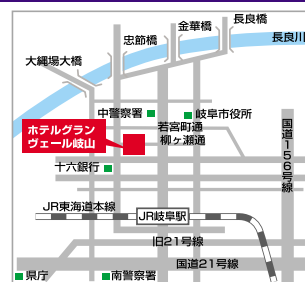 長良橋
金華橋
忠節橋
長良川
大縄場大橋
中警察署
岐阜市役所
ホテルグラン
ヴェール岐山
若宮町通
柳ヶ瀬通
国道156号線
十六銀行
JR東海道本線
JR岐阜駅
旧21号線
国道21号線
県庁
南警察署